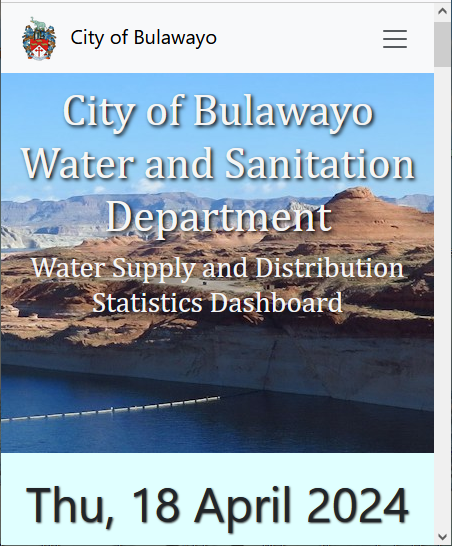 City of Bulawayo
City of Bulawayo
Water and Sanitation
Department
Water Supply and Distribution
Statistics Dashboard
Thu, 18 April 2024